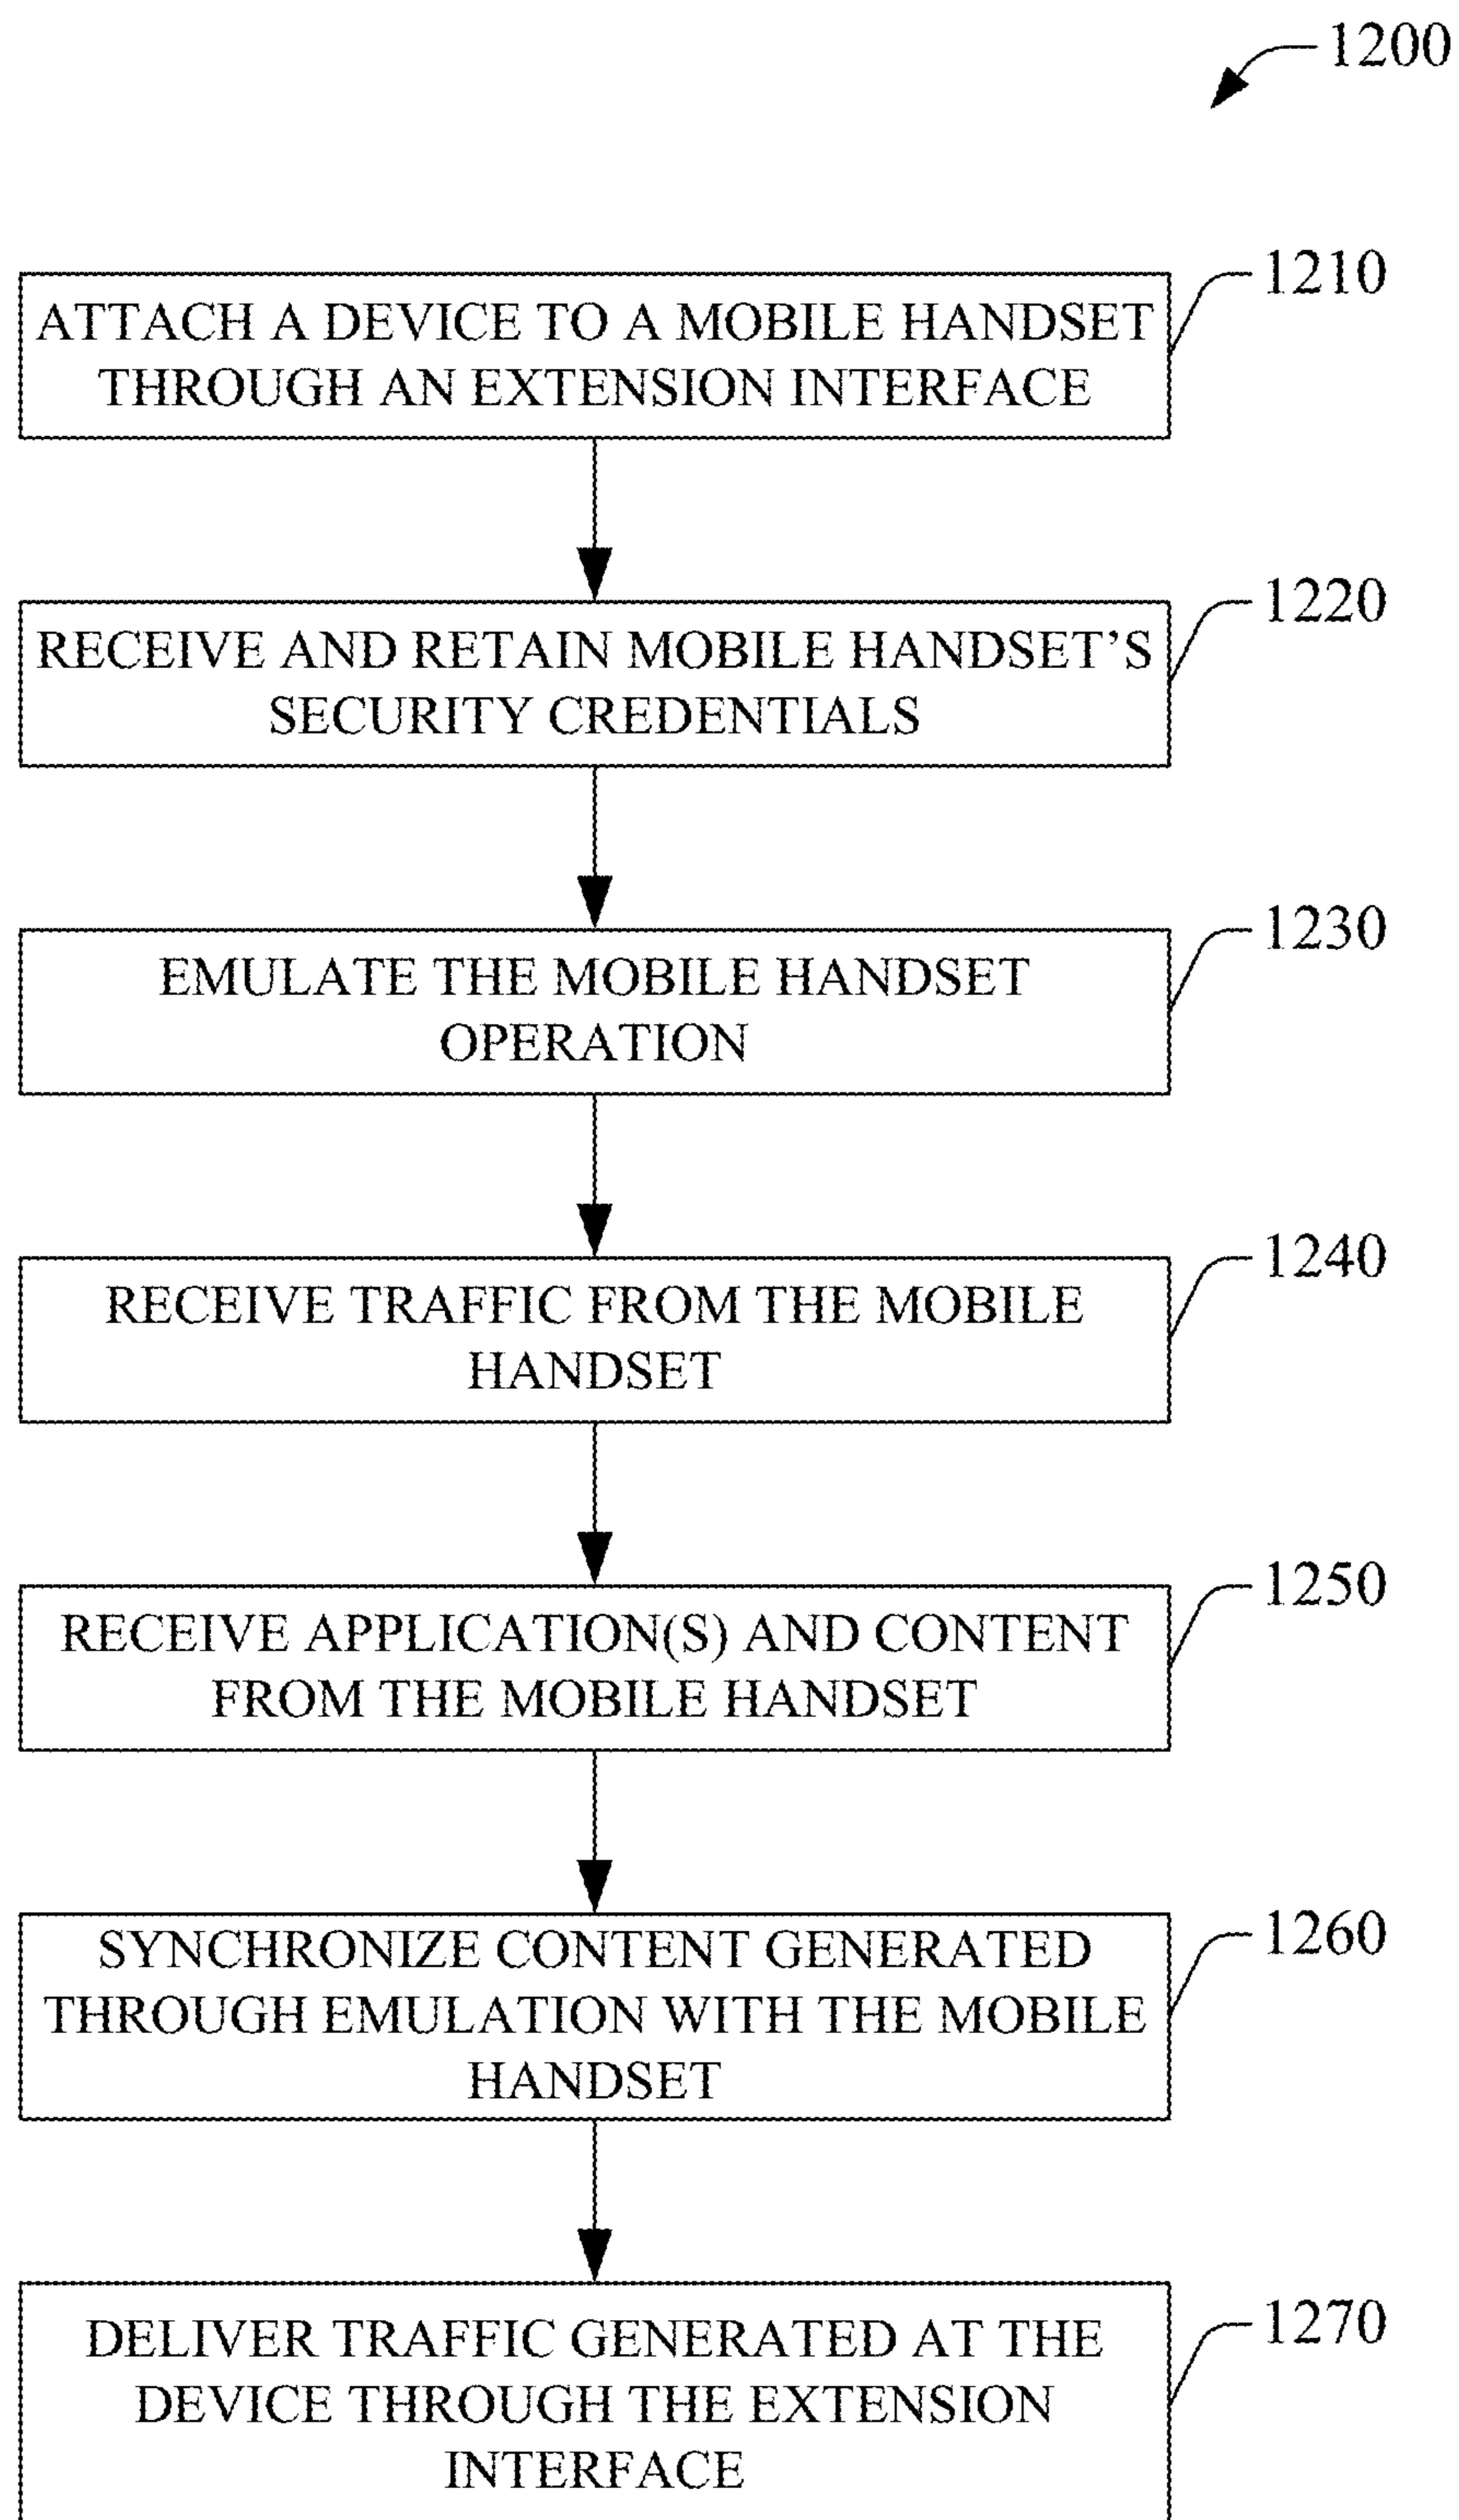 1200
ATTACH A DEVICE TO A MOBILE HANDSET
THROUGH AN EXTENSION INTERFACE
1210
RECEIVE AND RETAIN MOBILE HANDSET’S
SECURITY CREDENTIALS
1220
EMULATE THE MOBILE HANDSET
OPERATION
1230
RECEIVE TRAFFIC FROM THE MOBILE
HANDSET
1240
RECEIVE APPLICATION(S) AND CONTENT
FROM THE MOBILE HANDSET
1250
SYNCHRONIZE CONTENT GENERATED
THROUGH EMULATION WITH THE MOBILE
HANDSET
1260
DELIVER TRAFFIC GENERATED AT THE
DEVICE THROUGH THE EXTENSION
INTERFACE
1270